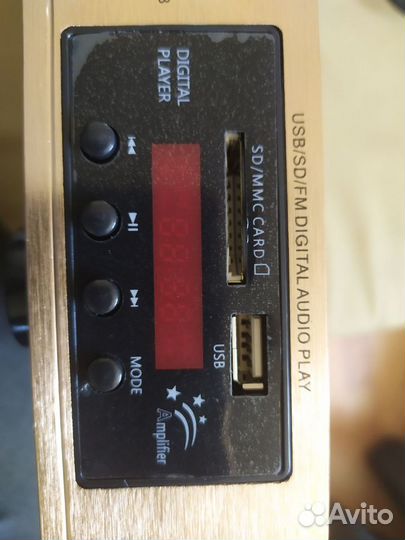 USB/SD/FM DIGITAL AUDIO PLAY
SD/MMC CARD
USB
DIGITAL
PLAYER
MODE
Amplifier
Avito